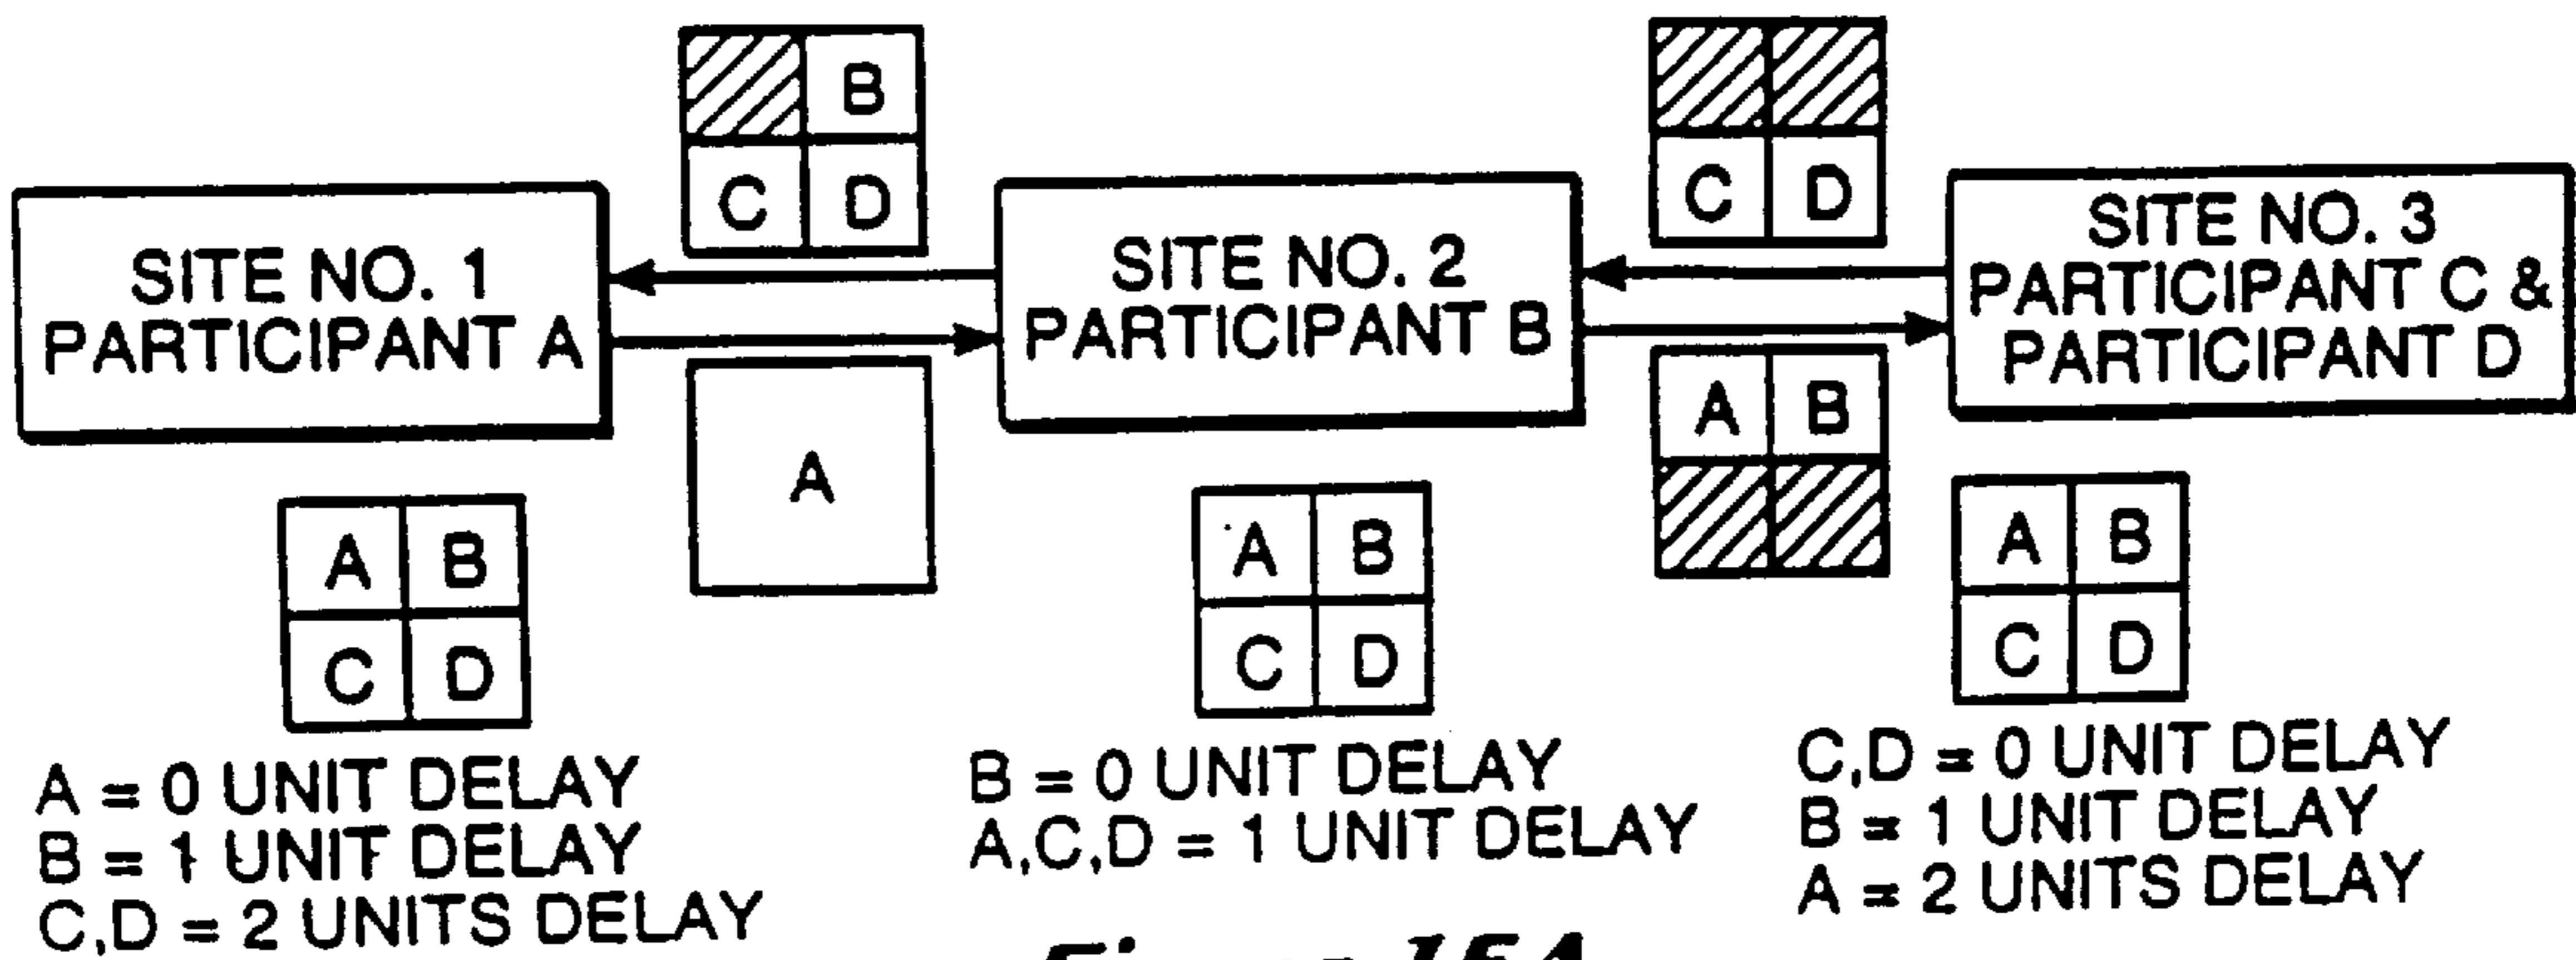 B
C D
C D
SITE NO. 1
PARTICIPANT A
SITE NO. 2
PARTICIPANT B
SITE NO. 3
PARTICIPANT C &
PARTICIPANT D
A
A B
A B
C D
A B
C D
A B
C D
A = 0 UNIT DELAY
B = 1 UNIT DELAY
C,D = 2 UNITS DELAY
B = 0 UNIT DELAY
A,C,D = 1 UNIT DELAY
C,D = 0 UNIT DELAY
B = 1 UNIT DELAY
A = 2 UNITS DELAY